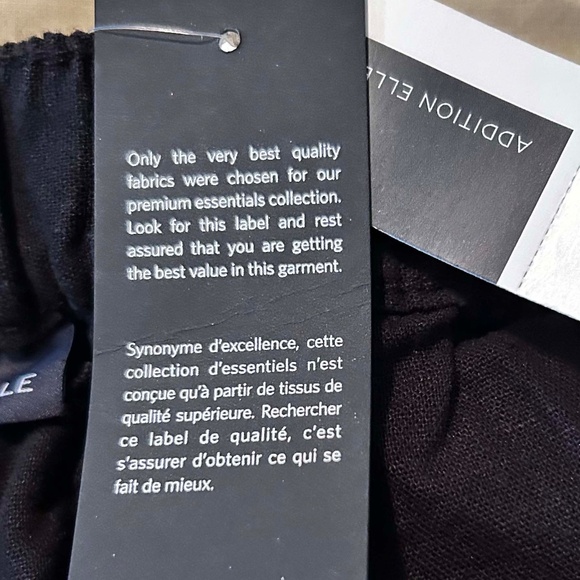 ADDITION ELLE
Only the very best quality
fabrics were chosen for our
premium essentials collection.
Look for this label and rest
assured that you are getting
the best value in this garment.
Synonyme d'excellence, cette
collection d'essentiels n'est
conçue qu'à partir de tissus de
qualité supérieure. Rechercher
ce label de qualité, c'est
s'assurer d'obtenir ce qui se
fait de mieux.
LE